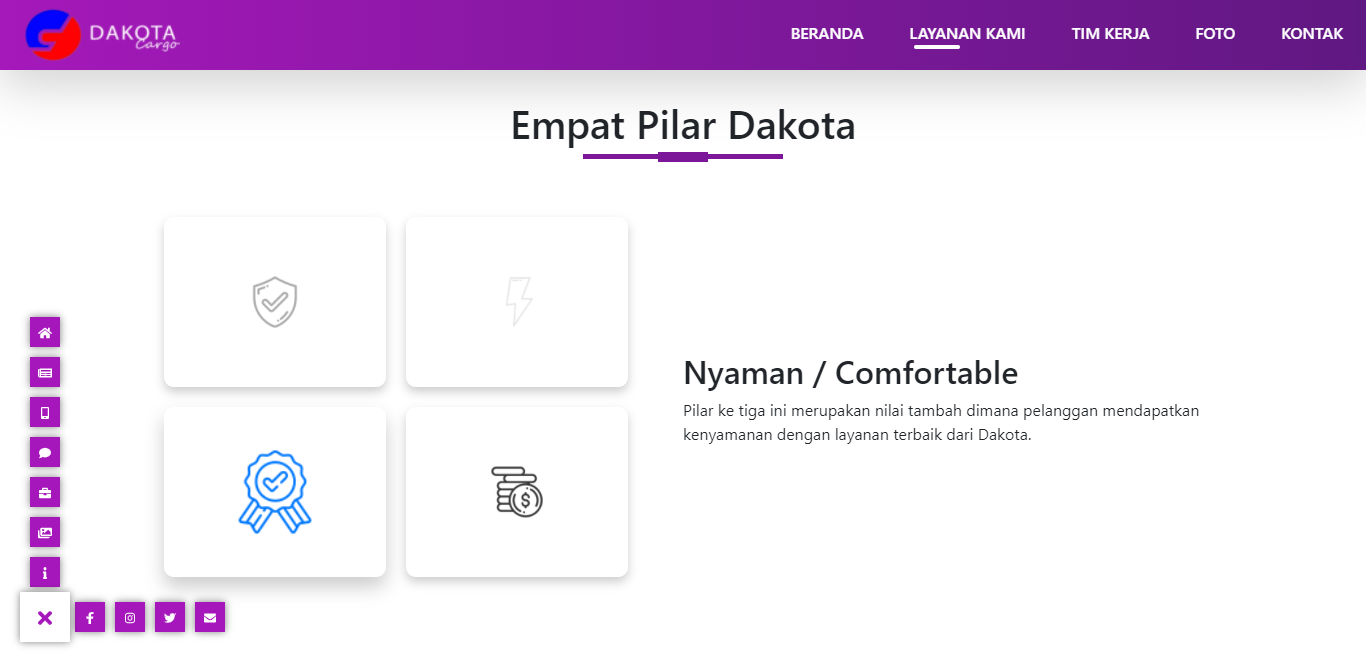 DAKOTA
Cargo
BERANDA
LAYANAN KAMI
TIM KERJA
FOTO
KONTAK
Empat Pilar Dakota
Nyaman / Comfortable
Pilar ke tiga ini merupakan nilai tambah dimana pelanggan mendapatkan
kenyamanan dengan layanan terbaik dari Dakota.